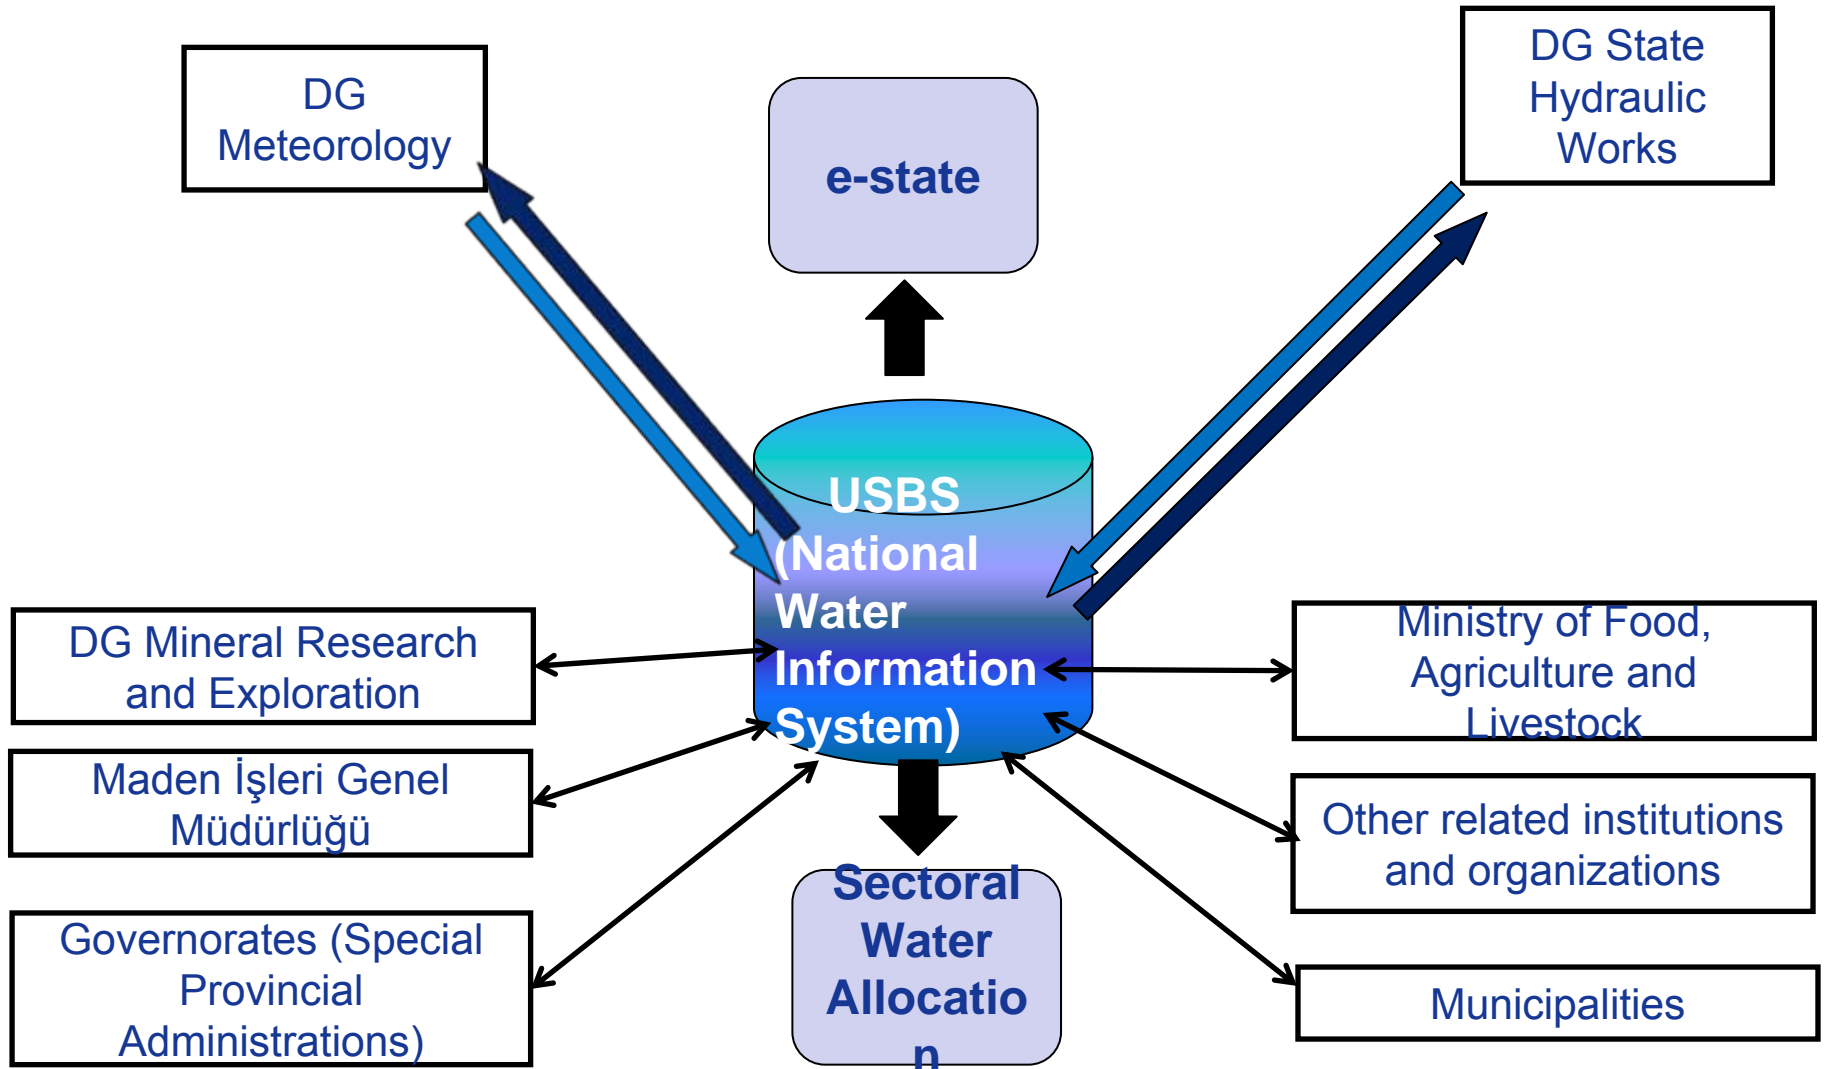 DG
Meteorology
e-state
DG State
Hydraulic
Works
USBS
(National
Water
Information
System)
DG Mineral Research
and Exploration
Maden İşleri Genel
Müdürlüğü
Governorates (Special
Provincial
Administrations)
Sectoral
Water
Allocatio
n
Ministry of Food,
Agriculture and
Livestock
Other related institutions
and organizations
Municipalities